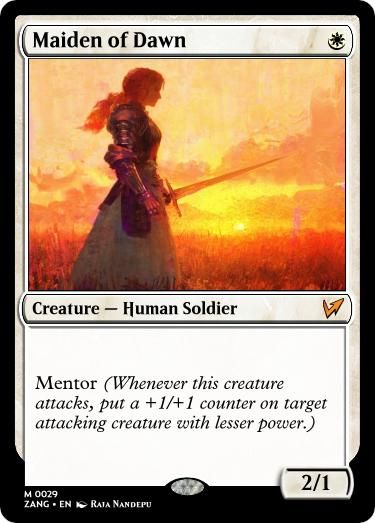 Maiden of Dawn
Creature — Human Soldier
Mentor (Whenever this creature
attacks, put a +1/+1 counter on target
attacking creature with lesser power.)
2/1
M 0029
ZANG • EN Raja Nandepu